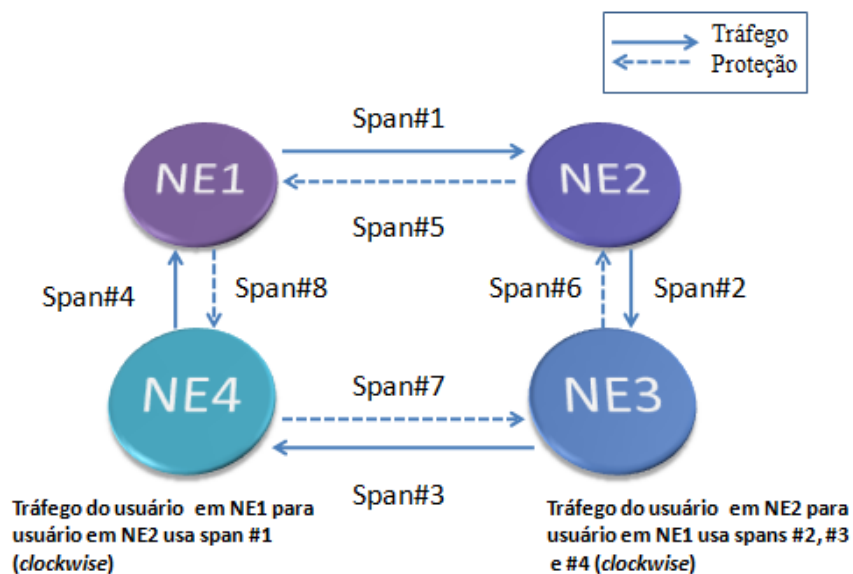 Tráfego
Proteção
Span#1
NE1
NE2
Span#5
Span#4
Span#8
Span#6
Span#2
NE4
NE3
Span#7
Span#3
Tráfego do usuário em NE1 para
usuário em NE2 usa span #1
(clockwise)
Tráfego do usuário em NE2 para
usuário em NE1 usa spans #2, #3
e #4 (clockwise)